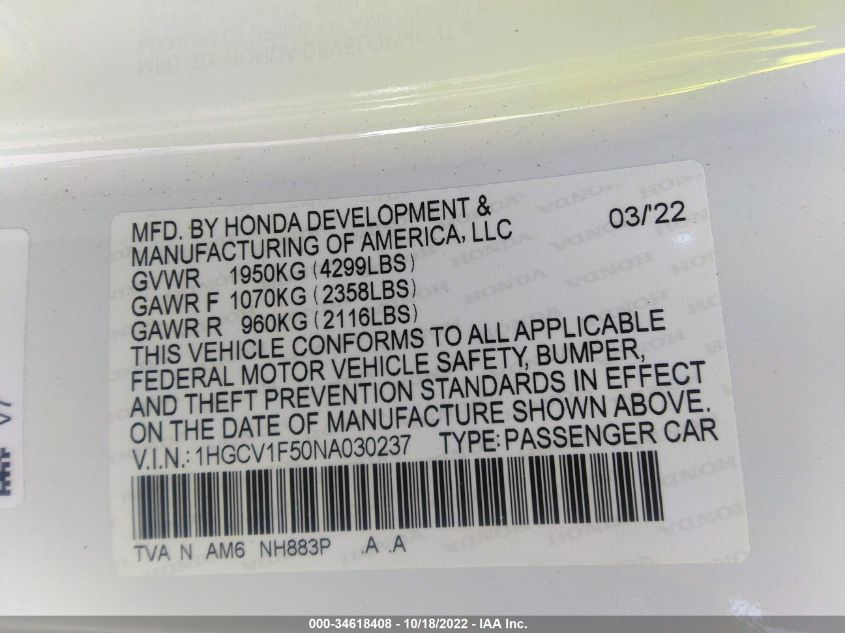 MFD. BY HONDA DEVELOPMENT &
MANUFACTURING OF AMERICA, LLC
03/'22
GVWR 1950KG (4299LBS)
GAWR F 1070KG (2358LBS)
GAWR R 960KG (2116LBS)
THIS VEHICLE CONFORMS TO ALL APPLICABLE
FEDERAL MOTOR VEHICLE SAFETY, BUMPER,
AND THEFT PREVENTION STANDARDS IN EFFECT
ON THE DATE OF MANUFACTURE SHOWN ABOVE.
V.I.N.: 1HGCV1F50NA030237 TYPE: PASSENGER CAR
TVA N AM6 NH883P .A .A
000-34618408 - 10/18/2022 - IAA Inc.